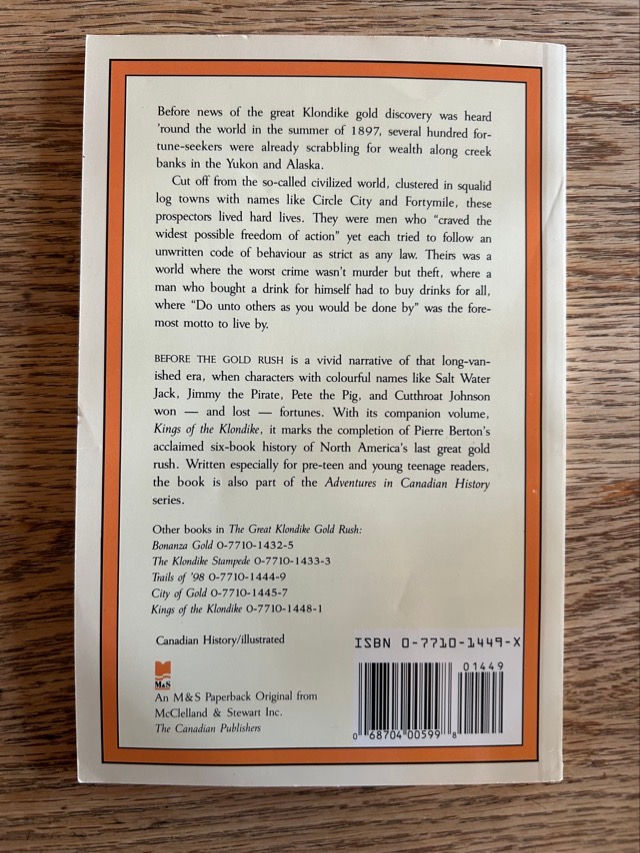 Before news of the great Klondike gold discovery was heard
'round the world in the summer of 1897, several hundred for-
tune-seekers were already scrabbling for wealth along creek
banks in the Yukon and Alaska.
Cut off from the so-called civilized world, clustered in squalid
log towns with names like Circle City and Fortymile, these
prospectors lived hard lives. They were men who “craved the
widest possible freedom of action” yet each tried to follow an
unwritten code of behaviour as strict as any law. Theirs was a
world where the worst crime wasn't murder but theft, where a
man who bought a drink for himself had to buy drinks for all,
where “Do unto others as you would be done by” was the fore-
most motto to live by.
BEFORE THE GOLD RUSH is a vivid narrative of that long-van-
ished era, when characters with colourful names like Salt Water
Jack, Jimmy the Pirate, Pete the Pig, and Cutthroat Johnson
won — and lost — fortunes. With its companion volume,
Kings of the Klondike, it marks the completion of Pierre Berton's
acclaimed six-book history of North America's last great gold
rush. Written especially for pre-teen and young teenage readers,
the book is also part of the Adventures in Canadian History
series.
Other books in The Great Klondike Gold Rush:
Bonanza Gold 0-7710-1432-5
The Klondike Stampede 0-7710-1433-3
Trails of '98 0-7710-1444-9
City of Gold 0-7710-1445-7
Kings of the Klondike 0-7710-1448-1
Canadian History/illustrated
ISBN 0-7710-1449-X
01449
M&S
An M&S Paperback Original from
McClelland & Stewart Inc.
The Canadian Publishers
0 68704 00599 8